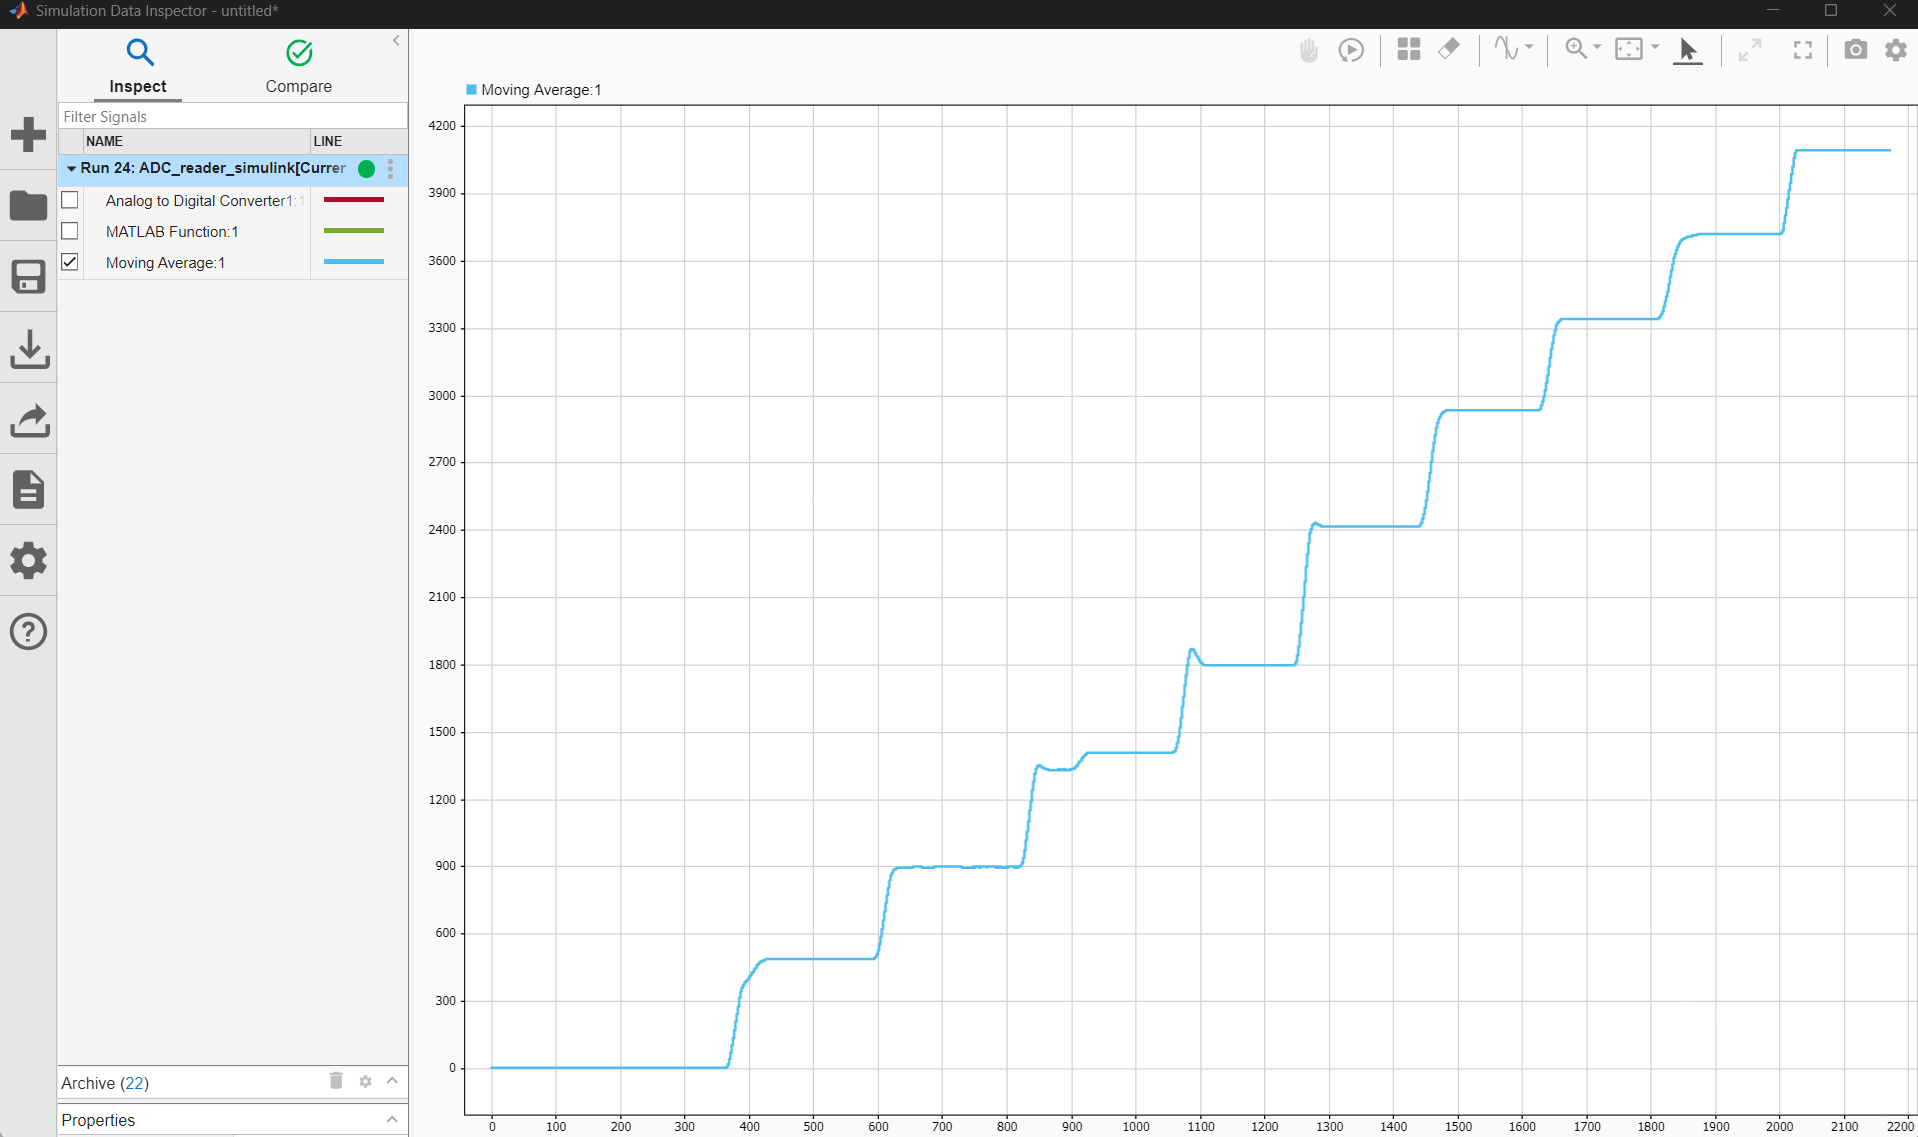 Simulation Data Inspector - untitled*
Inspect
Compare
Filter Signals
NAME LINE
Run 24: ADC_reader_simulink[Currer
Analog to Digital Converter1:1
MATLAB Function:1
Moving Average:1
Archive (22)
Properties
Moving Average:1
4200
3900
3600
3300
3000
2700
2400
2100
1800
1500
1200
900
600
300
0
0 100 200 300 400 500 600 700 800 900 1000 1100 1200 1300 1400 1500 1600 1700 1800 1900 2000 2100 2200